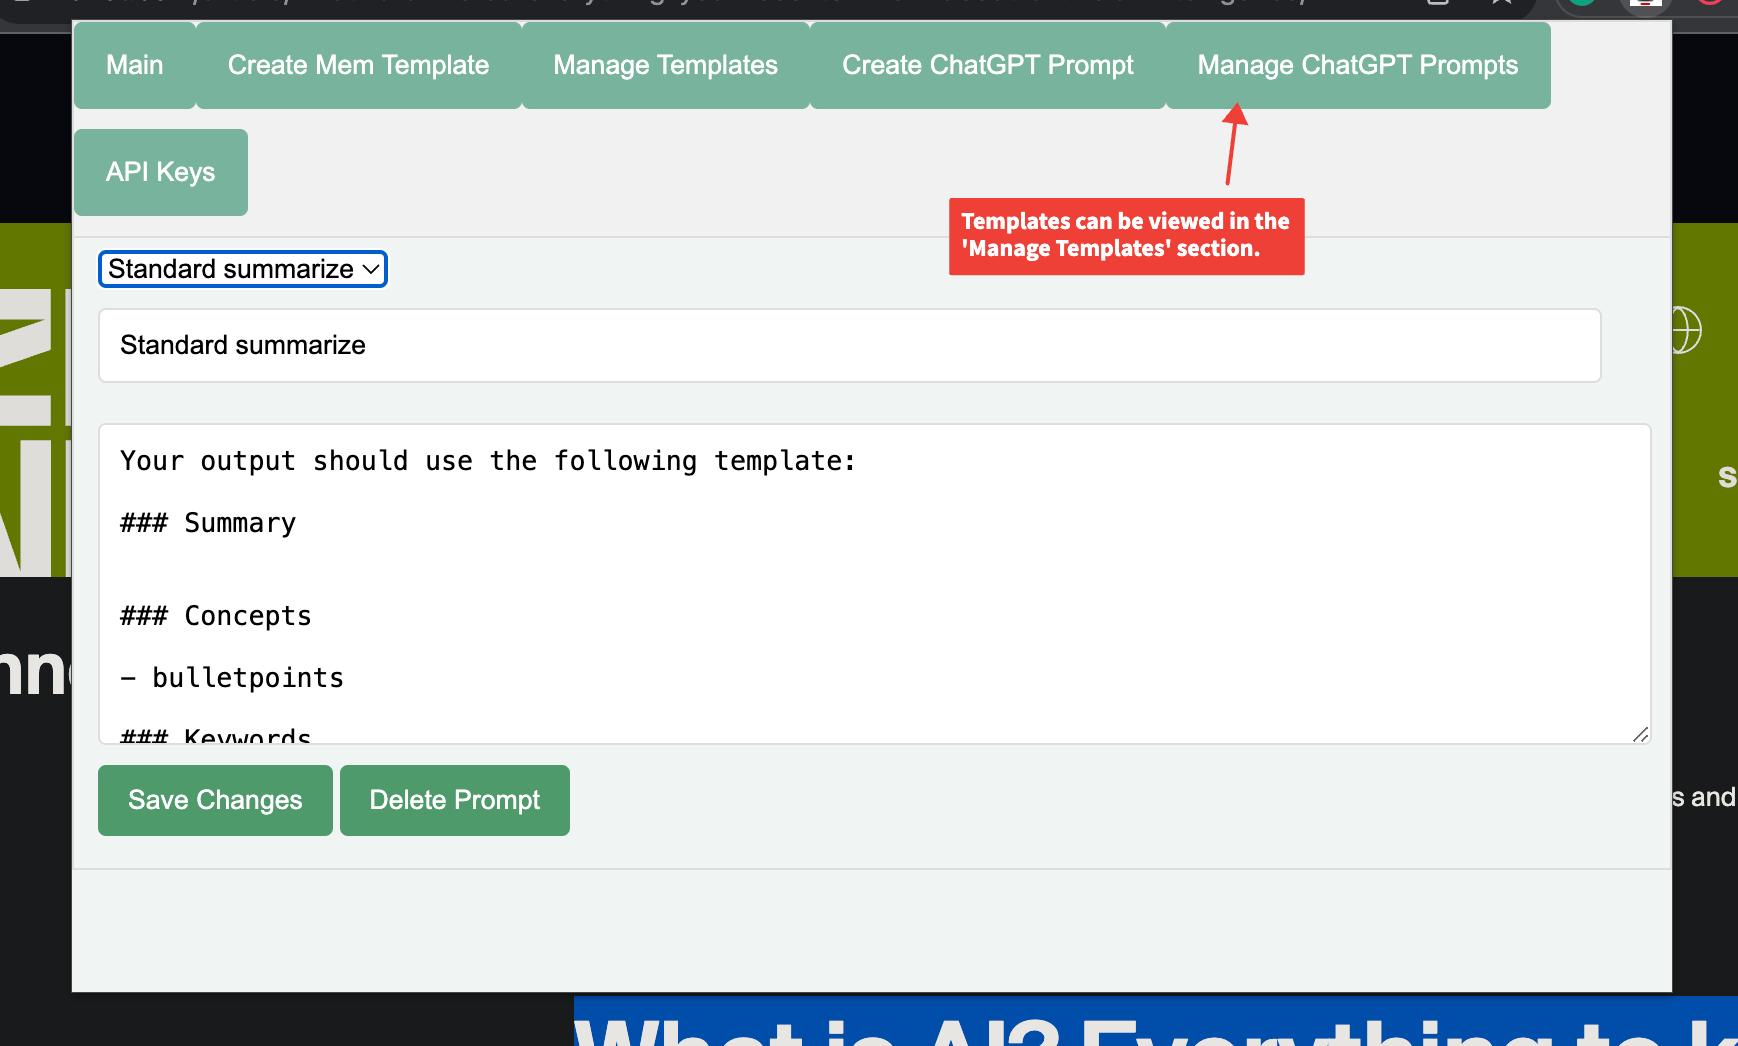 Main
Create Mem Template
Manage Templates
Create ChatGPT Prompt
Manage ChatGPT Prompts
API Keys
Templates can be viewed in the
'Manage Templates' section.
Standard summarize
Standard summarize
Your output should use the following template:
### Summary
### Concepts
- bulletpoints
### Keywords
Save Changes
Delete Prompt
s and
What is AI? Everything to k